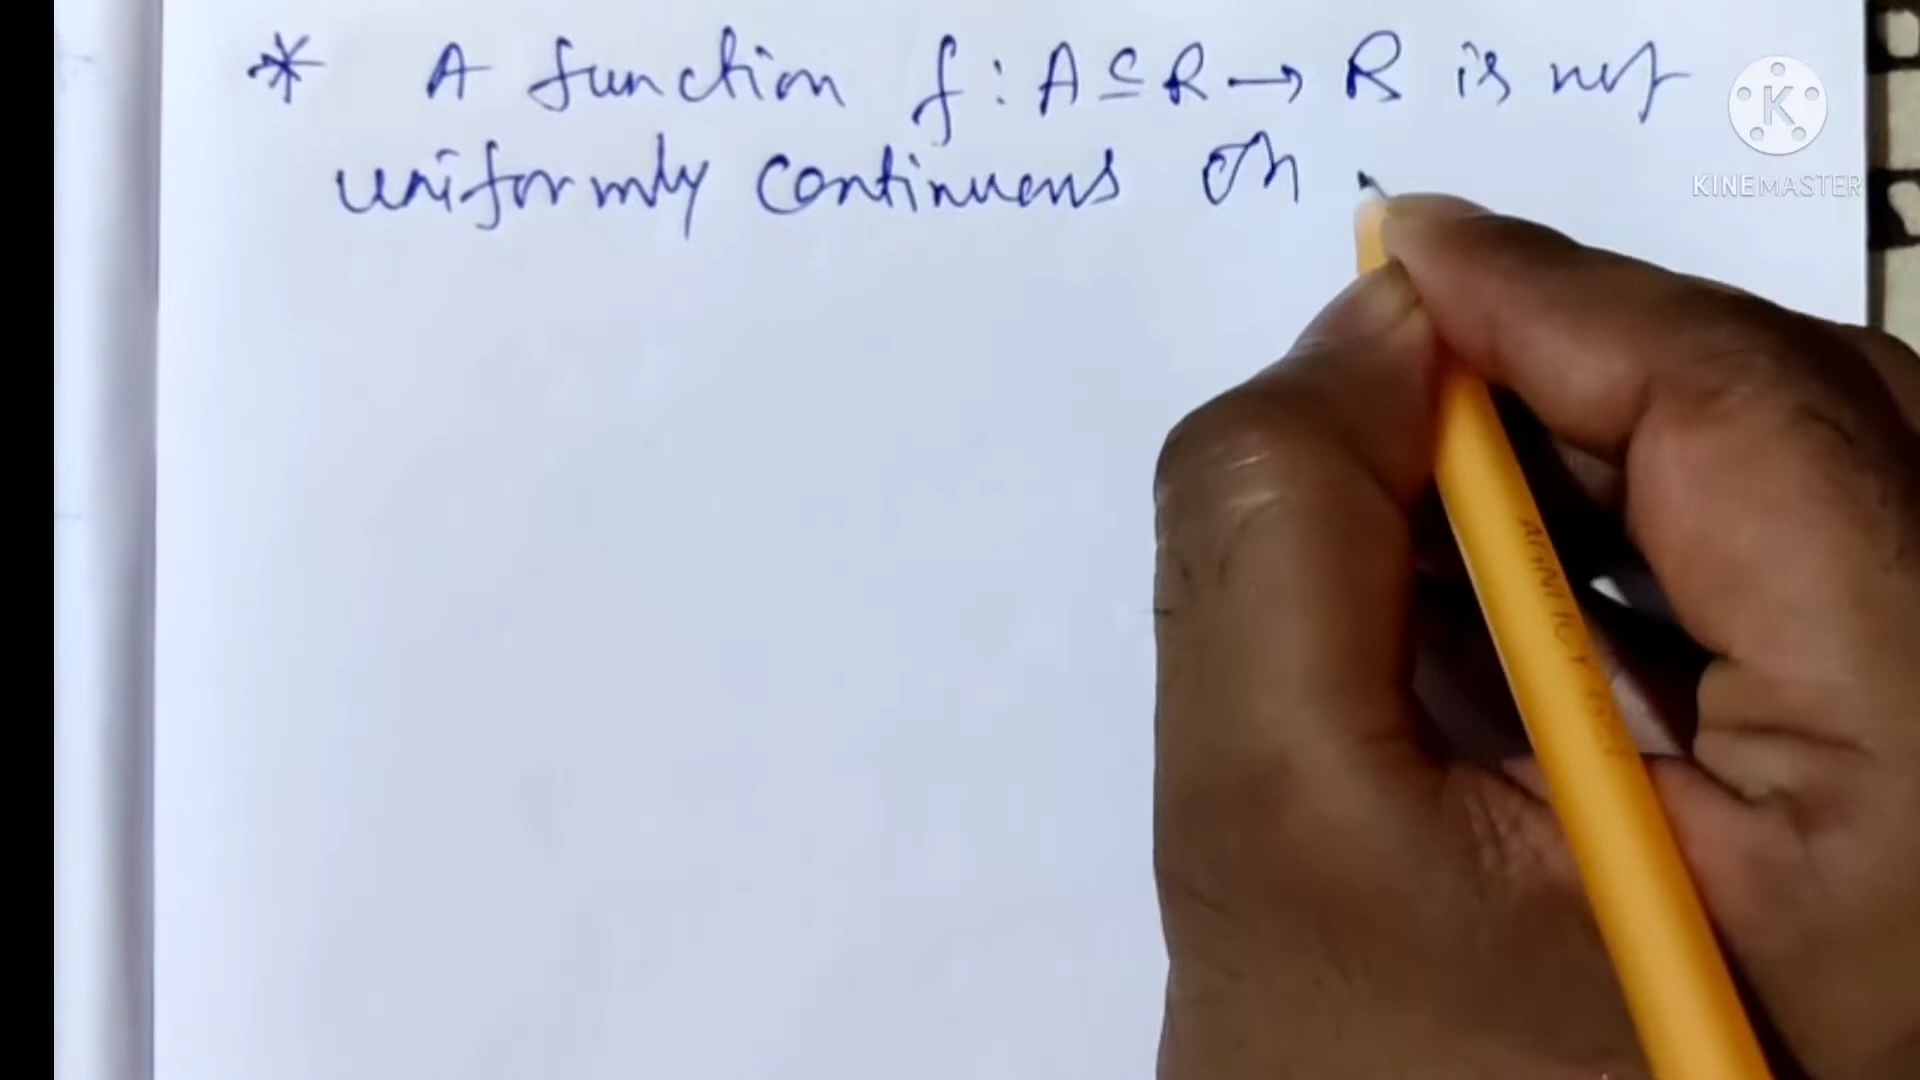 * A function f : A ⊆ R → R is not
uniformly continuous on
K
KINEMASTER